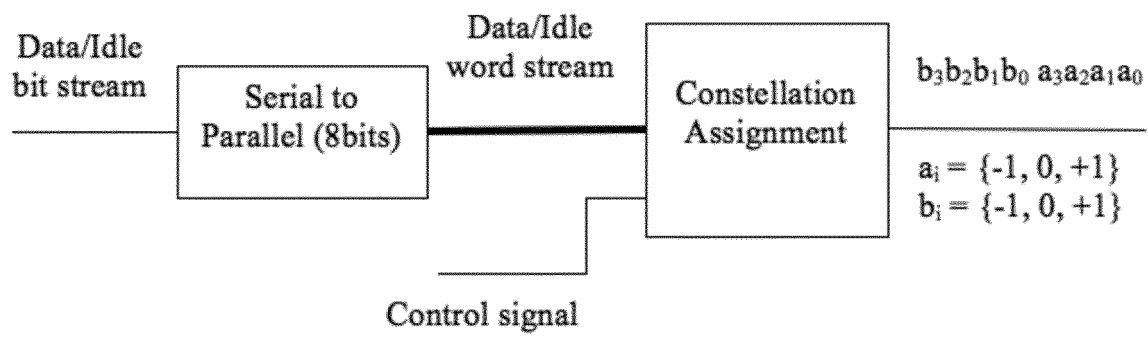 Data/Idle
bit stream
Serial to
Parallel (8bits)
Data/Idle
word stream
Constellation
Assignment
b₃b₂b₁b₀ a₃a₂a₁a₀
aᵢ = {-1, 0, +1}
bᵢ = {-1, 0, +1}
Control signal